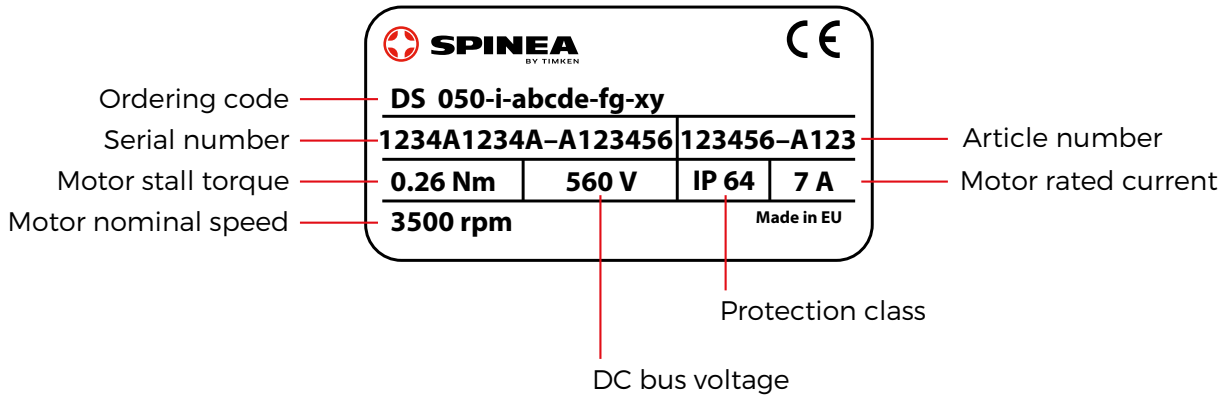 SPINEA
BY TIMKEN
CE
Ordering code
DS 050-i-abcde-fg-xy
Serial number
1234A1234A–A123456
123456–A123
Article number
Motor stall torque
0.26 Nm
560 V
IP 64
7 A
Motor rated current
Motor nominal speed
3500 rpm
Made in EU
Protection class
DC bus voltage